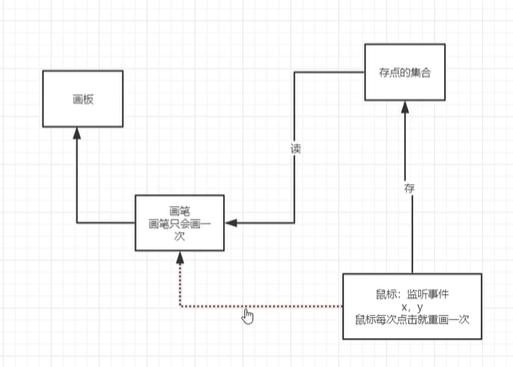 存点的集合
画板
读
存
画笔
画笔只会画一
次
鼠标：监听事件
x，y
鼠标每次点击就重画一次